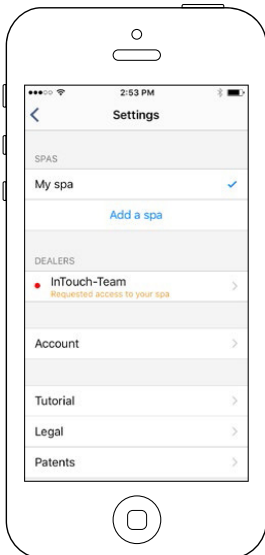 2:53 PM
Settings
SPAS
My spa
Add a spa
DEALERS
InTouch-Team
Requested access to your spa
Account
Tutorial
Legal
Patents